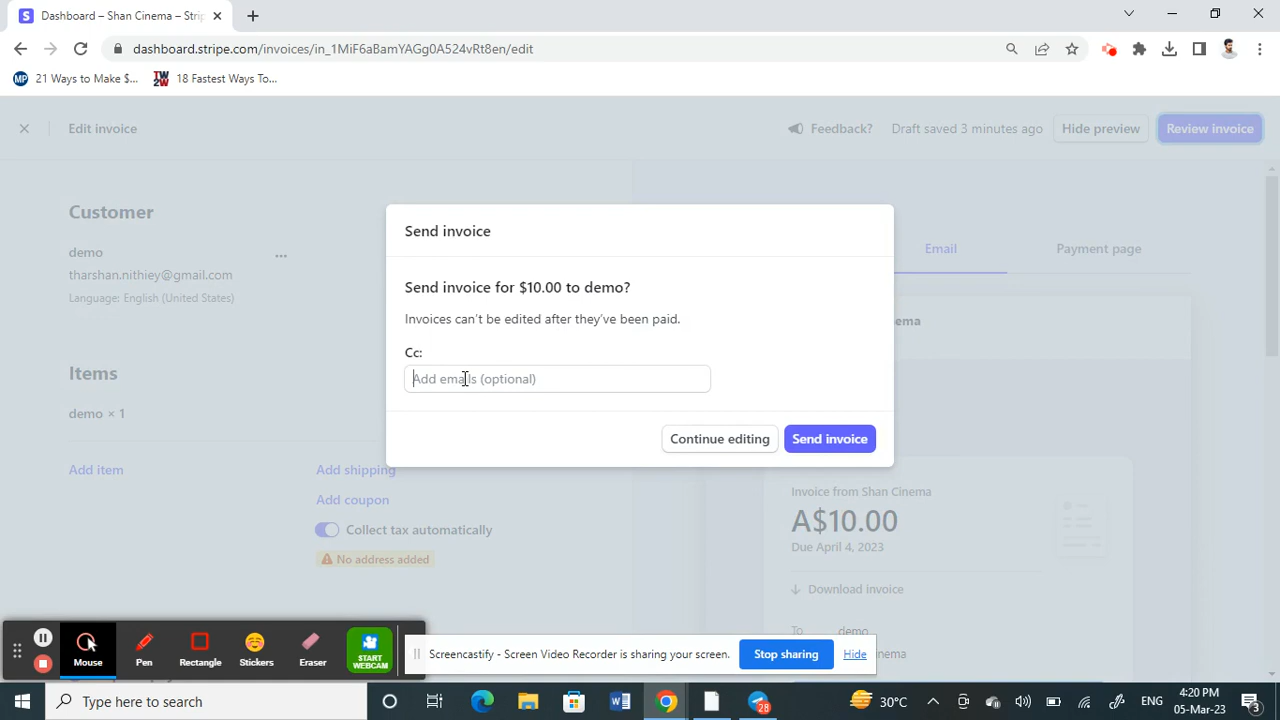 Dashboard – Shan Cinema – Strip
dashboard.stripe.com/invoices/in_1MiF6aBamYAGg0A524vRt8en/edit
21 Ways to Make $...
18 Fastest Ways To...
Edit invoice
Feedback?
Draft saved 3 minutes ago
Hide preview
Review invoice
Customer
demo
tharshan.nithiey@gmail.com
Language: English (United States)
Email
Payment page
Send invoice
Send invoice for $10.00 to demo?
Invoices can’t be edited after they’ve been paid.
Cc:
Add emails (optional)
Continue editing
Send invoice
Items
demo × 1
Add item
Add shipping
Add coupon
Collect tax automatically
No address added
Invoice from Shan Cinema
A$10.00
Due April 4, 2023
Download invoice
To
demo
Mouse
Pen
Rectangle
Stickers
Eraser
START WEBCAM
Screencastify - Screen Video Recorder is sharing your screen.
Stop sharing
Hide
Type here to search
28
30°C
ENG
4:20 PM
05-Mar-23
3